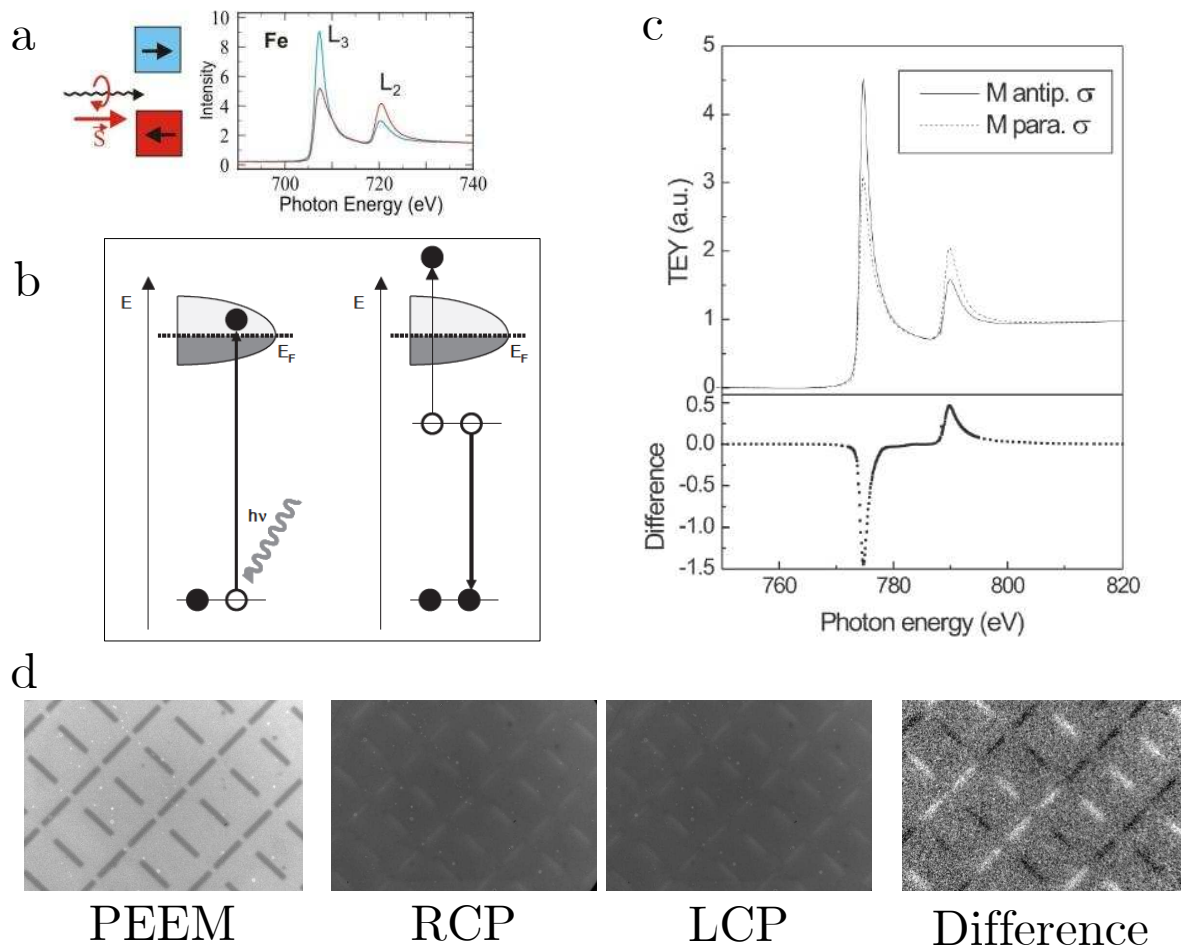 a
S
Fe
L3
L2
Intensity
10
8
6
4
2
0
700
720
740
Photon Energy (eV)
b
E
EF
hν
E
EF
c
M antip. σ
M para. σ
TEY (a.u.)
5
4
3
2
1
0
Difference
0.5
0.0
-0.5
-1.0
-1.5
760
780
800
820
Photon energy (eV)
d
PEEM
RCP
LCP
Difference